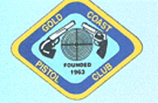 GOLD COAST
FOUNDED
1963
PISTOL CLUB